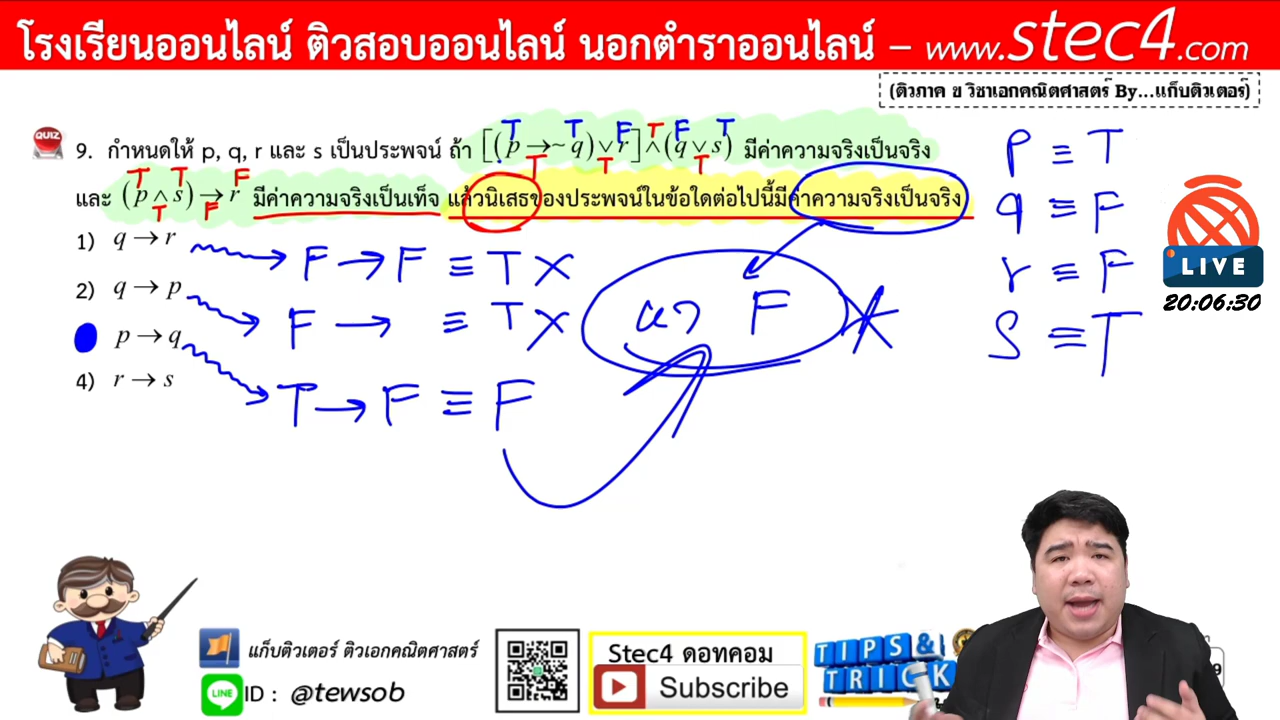 โรงเรียนออนไลน์ ติวสอบออนไลน์ นอกตำราออนไลน์ – www.stec4.com
(ติวภาค ข วิชาเอกคณิตศาสตร์ By...แก็บติวเตอร์)
QUIZ
T T F T F T
9. กำหนดให้ p, q, r และ s เป็นประพจน์ ถ้า [(p→~q)∨r]∧(q∨s) มีค่าความจริงเป็นจริง
T T T
T T F
และ (p∧s)→r มีค่าความจริงเป็นเท็จ แล้วนิเสธของประพจน์ในข้อใดต่อไปนี้มีค่าความจริงเป็นจริง
T F
1) q→r F → F ≡ T X
2) q→p F → ≡ T X
p→q T → F ≡ F
4) r→s
หา F
p ≡ T
q ≡ F
r ≡ F
s ≡ T
LIVE
20:06:30
แก็บติวเตอร์ ติวเอกคณิตศาสตร์
LINE ID : @tewsob
Stec4 ดอทคอม
Subscribe
TIPS &
TRICK
9